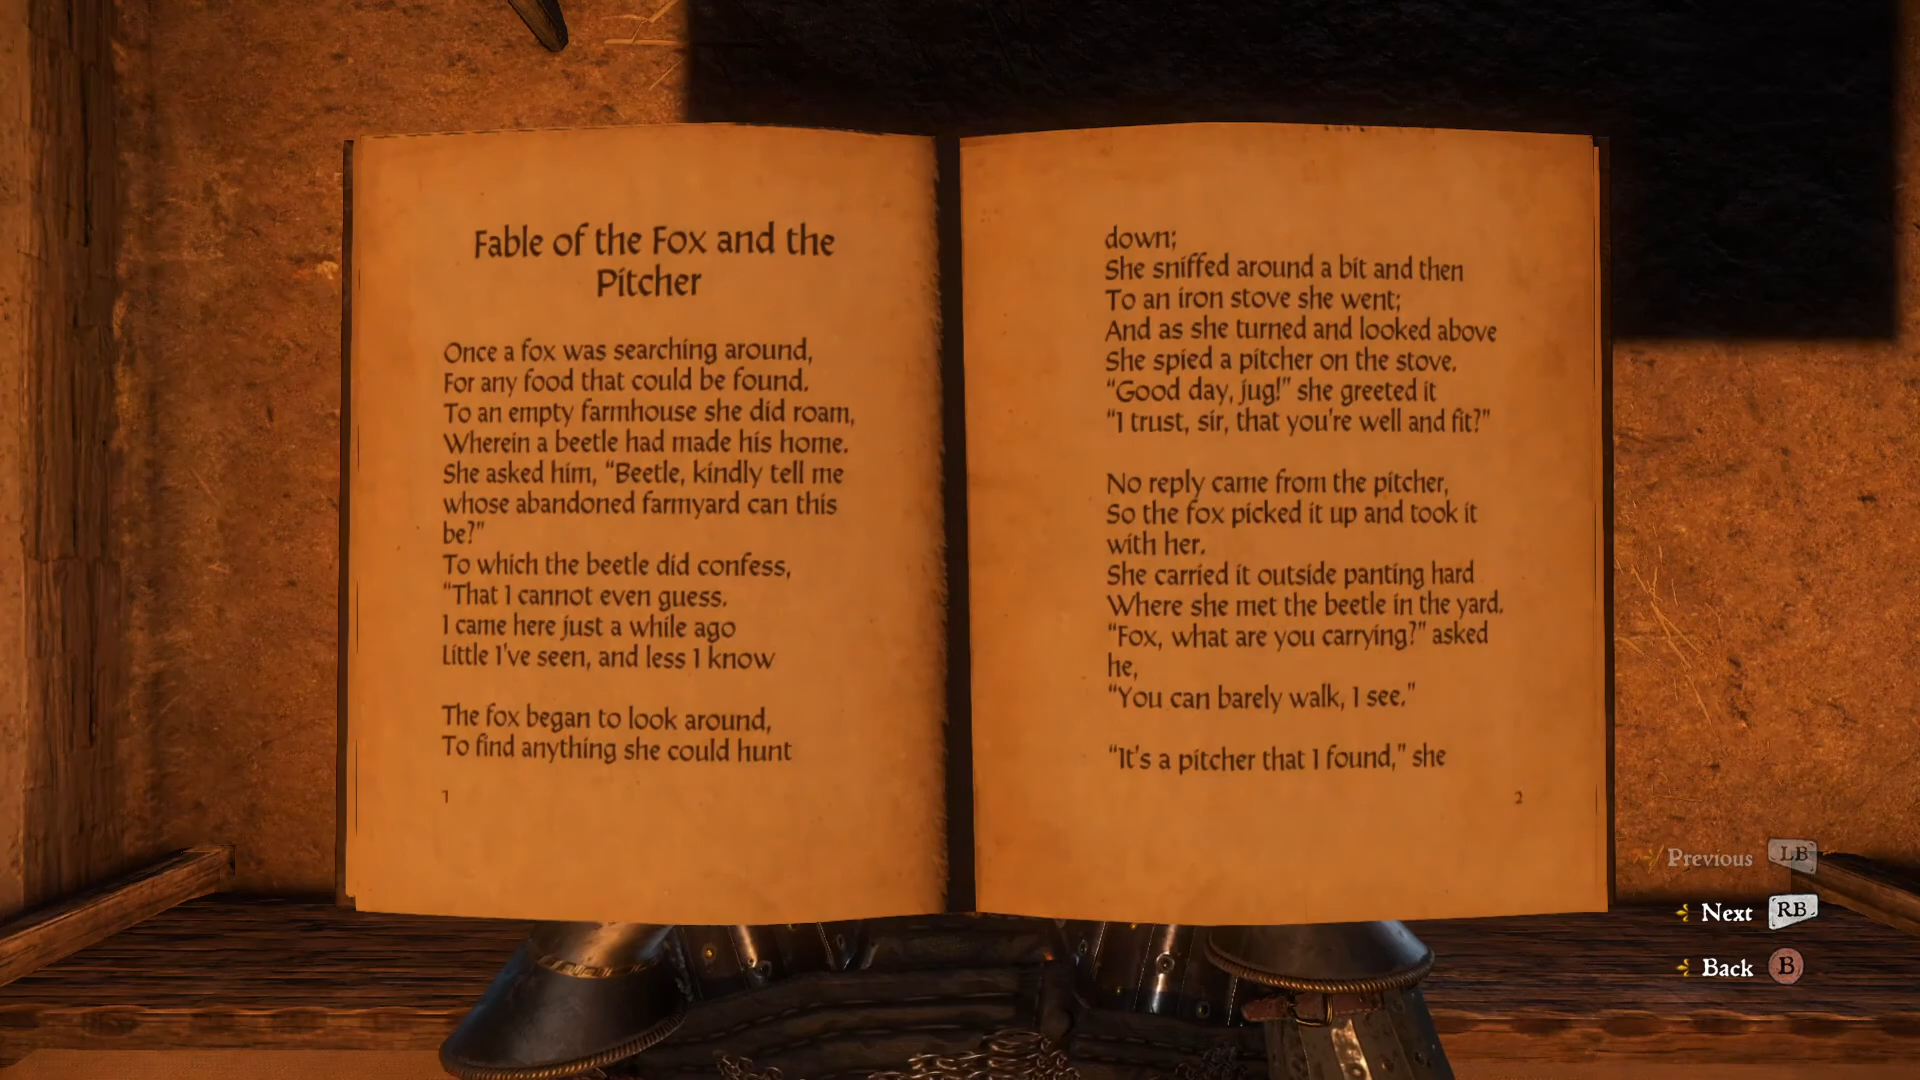 Fable of the Fox and the
Pitcher
Once a fox was searching around,
For any food that could be found.
To an empty farmhouse she did roam,
Wherein a beetle had made his home.
She asked him, “Beetle, kindly tell me
whose abandoned farmyard can this
be?”
To which the beetle did confess,
“That I cannot even guess.
I came here just a while ago
Little I've seen, and less I know
The fox began to look around,
To find anything she could hunt
1
down;
She sniffed around a bit and then
To an iron stove she went;
And as she turned and looked above
She spied a pitcher on the stove.
“Good day, jug!” she greeted it
“I trust, sir, that you're well and fit?”
No reply came from the pitcher,
So the fox picked it up and took it
with her.
She carried it outside panting hard
Where she met the beetle in the yard.
“Fox, what are you carrying?” asked
he,
“You can barely walk, I see.”
“It's a pitcher that I found,” she
2
Previous LB
Next RB
Back B